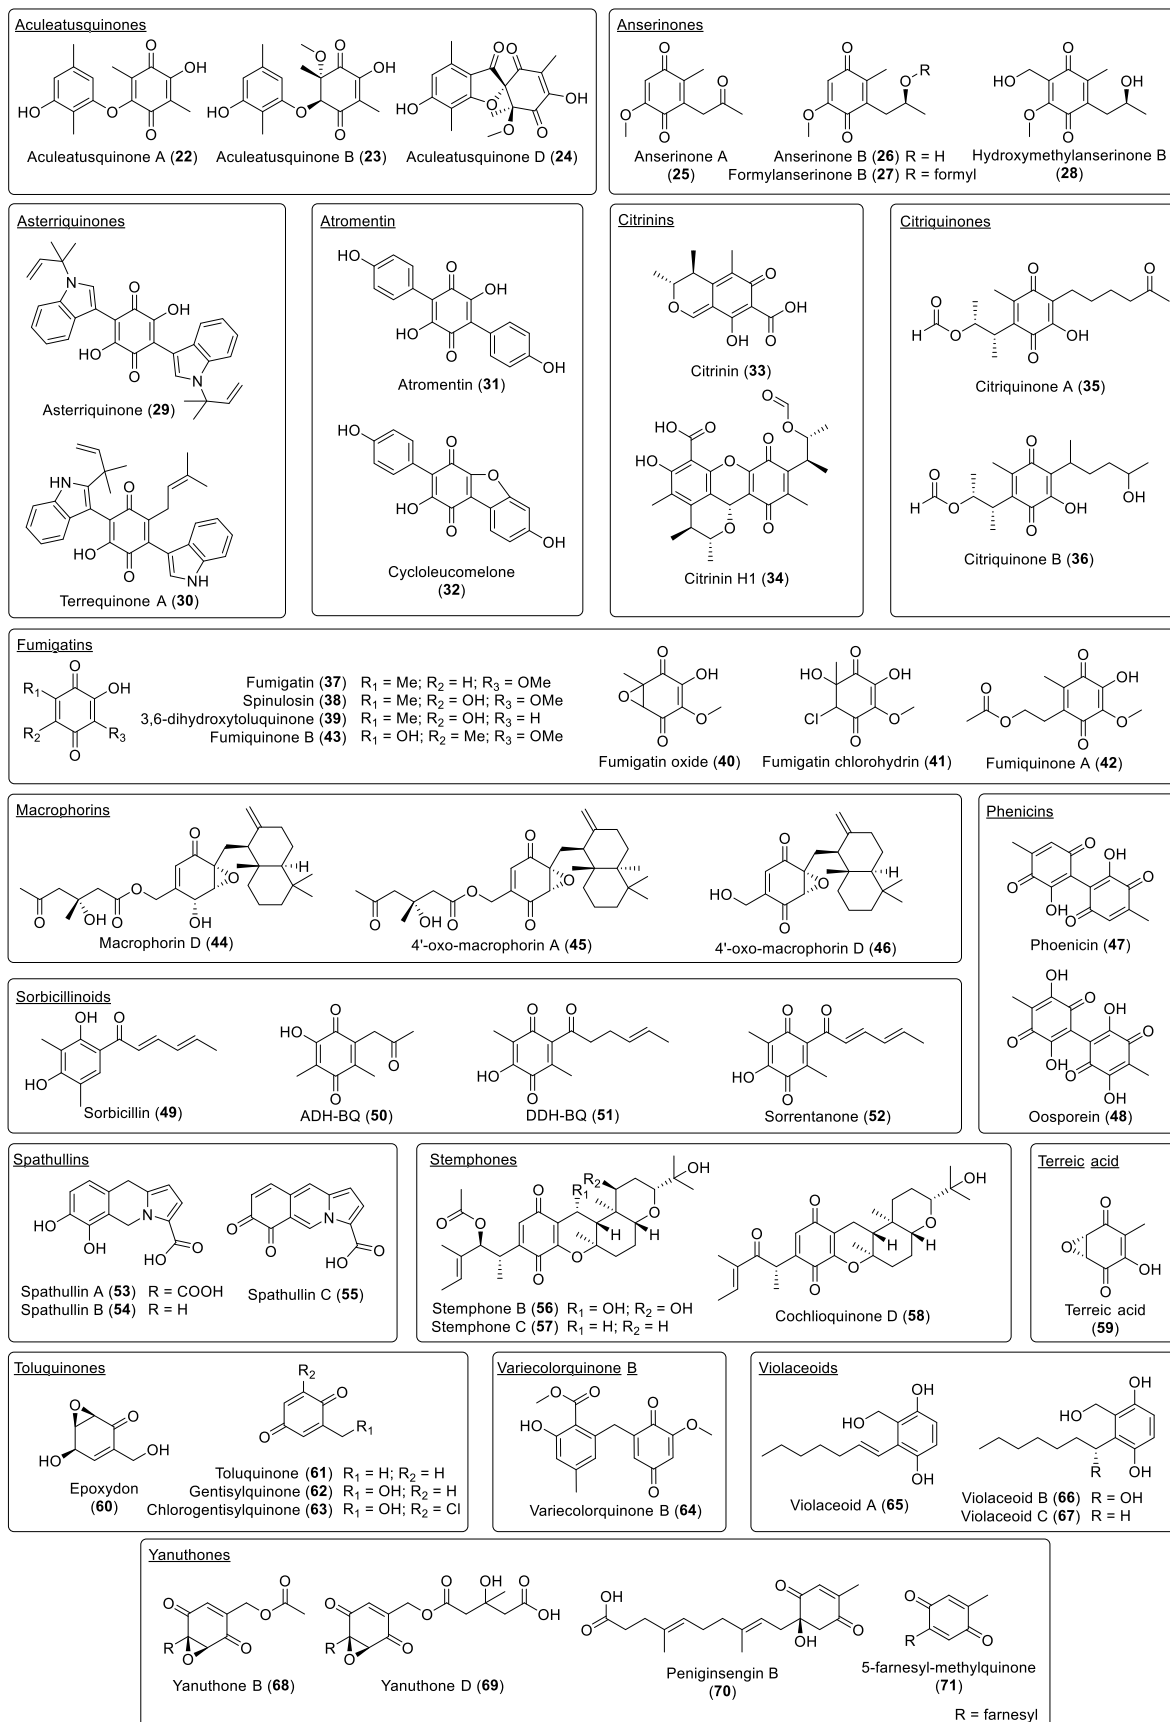 Aculeatusquinones
Aculeatusquinone A (22)
Aculeatusquinone B (23)
Aculeatusquinone D (24)
Anserinones
Anserinone A
(25)
Anserinone B (26) R = H
Formylanserinone B (27) R = formyl
Hydroxymethylanserinone B
(28)
Asterriquinones
Asterriquinone (29)
Terrequinone A (30)
Atromentin
Atromentin (31)
Cycloleucomelone
(32)
Citrinins
Citrinin (33)
Citrinin H1 (34)
Citriquinones
Citriquinone A (35)
Citriquinone B (36)
Fumigatins
Fumigatin (37) R1 = Me; R2 = H; R3 = OMe
Spinulosin (38) R1 = Me; R2 = OH; R3 = OMe
3,6-dihydroxytoluquinone (39) R1 = Me; R2 = OH; R3 = H
Fumiquinone B (43) R1 = OH; R2 = Me; R3 = OMe
Fumigatin oxide (40)
Fumigatin chlorohydrin (41)
Fumiquinone A (42)
Macrophorins
Macrophorin D (44)
4'-oxo-macrophorin A (45)
4'-oxo-macrophorin D (46)
Phenicins
Phoenicin (47)
Oosporein (48)
Sorbicillinoids
Sorbicillin (49)
ADH-BQ (50)
DDH-BQ (51)
Sorrentanone (52)
Spathullins
Spathullin A (53) R = COOH
Spathullin B (54) R = H
Spathullin C (55)
Stemphones
Stemphone B (56) R1 = OH; R2 = OH
Stemphone C (57) R1 = H; R2 = H
Cochlioquinone D (58)
Terreic acid
Terreic acid
(59)
Toluquinones
Epoxydon
(60)
Toluquinone (61) R1 = H; R2 = H
Gentisylquinone (62) R1 = OH; R2 = H
Chlorogentisylquinone (63) R1 = OH; R2 = Cl
Variecolorquinone B
Variecolorquinone B (64)
Violaceoids
Violaceoid A (65)
Violaceoid B (66) R = OH
Violaceoid C (67) R = H
Yanuthones
Yanuthone B (68)
Yanuthone D (69)
Peniginsengin B
(70)
5-farnesyl-methylquinone
(71)
R = farnesyl